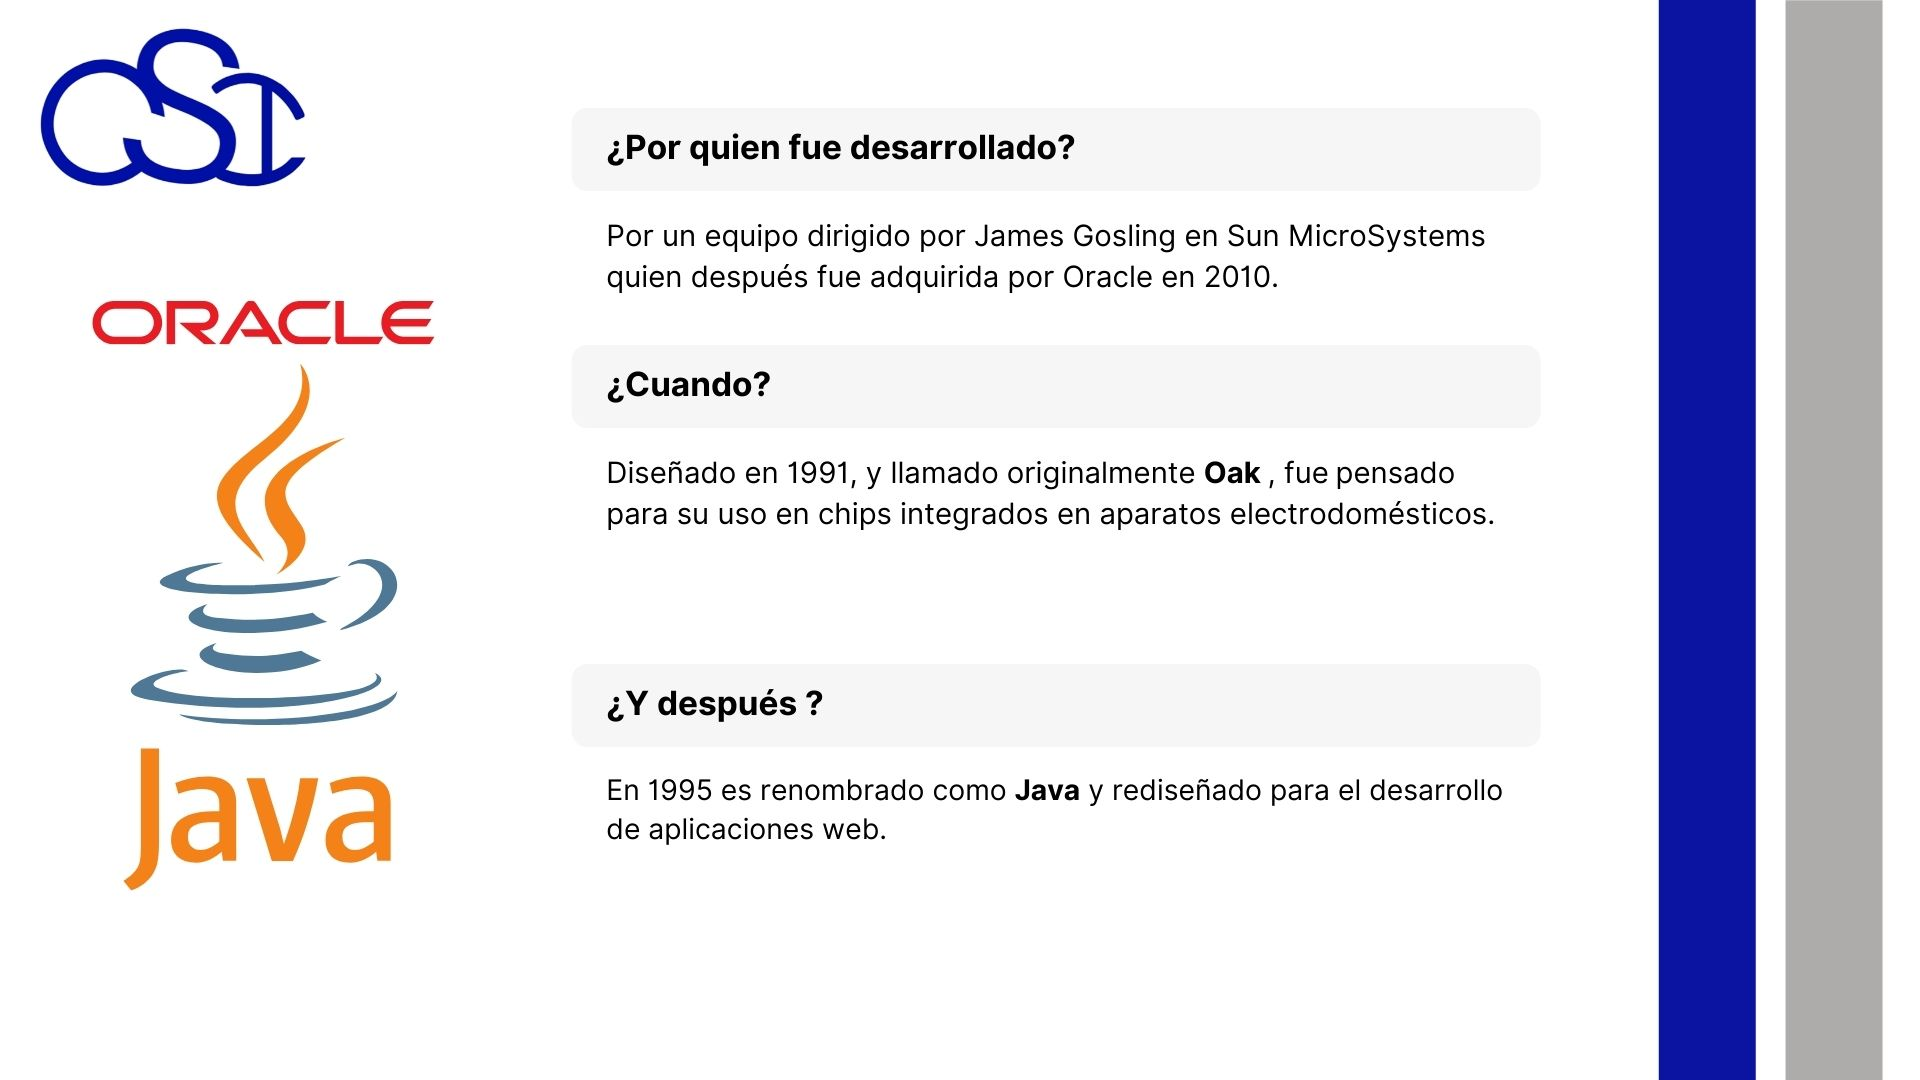 CSTI
¿Por quien fue desarrollado?
Por un equipo dirigido por James Gosling en Sun MicroSystems
quien después fue adquirida por Oracle en 2010.
ORACLE
¿Cuando?
Diseñado en 1991, y llamado originalmente Oak , fue pensado
para su uso en chips integrados en aparatos electrodomésticos.
¿Y después ?
Java
En 1995 es renombrado como Java y rediseñado para el desarrollo
de aplicaciones web.